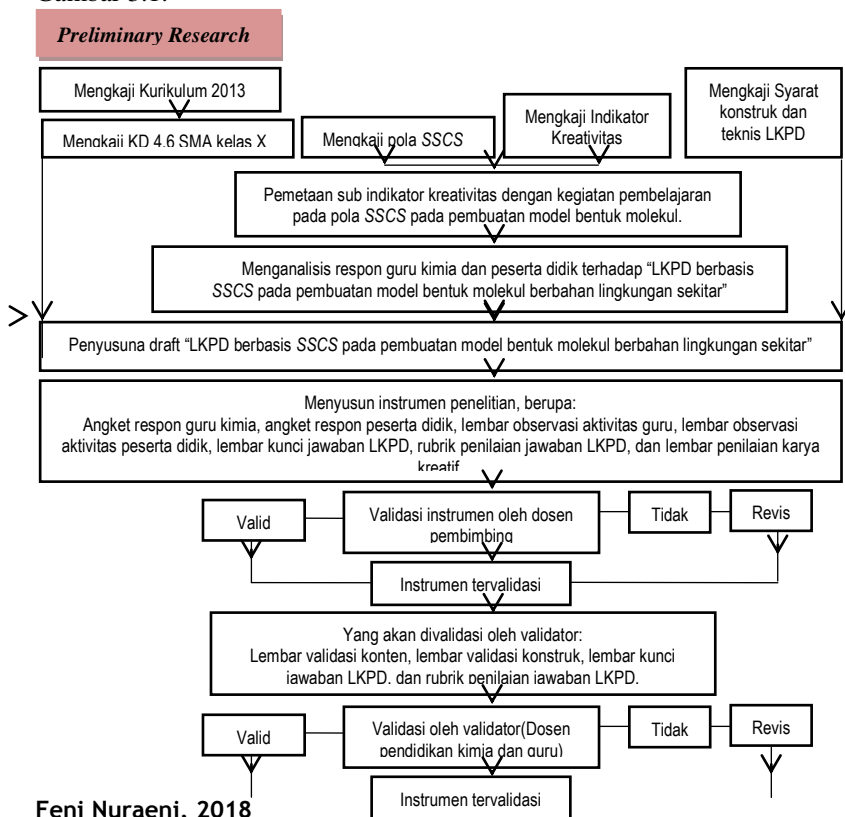 Gambar 3.1.
Preliminary Research
Mengkaji Kurikulum 2013
Mengkaji KD 4.6 SMA kelas X
Mengkaji pola SSCS
Mengkaji Indikator
Kreativitas
Mengkaji Syarat
konstruk dan
teknis LKPD
Pemetaan sub indikator kreativitas dengan kegiatan pembelajaran
pada pola SSCS pada pembuatan model bentuk molekul.
Menganalisis respon guru kimia dan peserta didik terhadap “LKPD berbasis
SSCS pada pembuatan model bentuk molekul berbahan lingkungan sekitar”
Penyusuna draft “LKPD berbasis SSCS pada pembuatan model bentuk molekul berbahan lingkungan sekitar”
Menyusun instrumen penelitian, berupa:
Angket respon guru kimia, angket respon peserta didik, lembar observasi aktivitas guru, lembar observasi
aktivitas peserta didik, lembar kunci jawaban LKPD, rubrik penilaian jawaban LKPD, dan lembar penilaian karya
kreatif
Valid
Validasi instrumen oleh dosen
pembimbing
Tidak
Revis
Instrumen tervalidasi
Yang akan divalidasi oleh validator:
Lembar validasi konten, lembar validasi konstruk, lembar kunci
jawaban LKPD. dan rubrik penilaian jawaban LKPD.
Valid
Validasi oleh validator(Dosen
pendidikan kimia dan guru)
Tidak
Revis
Instrumen tervalidasi
Feni Nuraeni, 2018